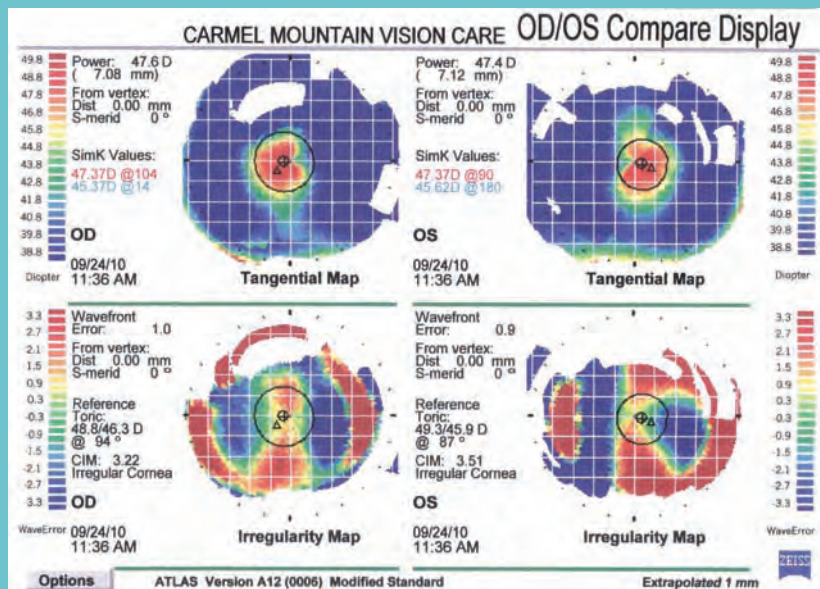 CARMEL MOUNTAIN VISION CARE OD/OS Compare Display
49.8
48.8
47.8
46.8
45.8
44.8
43.8
42.8
41.8
40.8
39.8
38.8
Diopter
Power: 47.6 D
( 7.08 mm)
From vertex:
Dist 0.00 mm
S-merid 0 º
SimK Values:
47.37D @104
45.37D @14
OD
09/24/10
11:36 AM
Tangential Map
Power: 47.4 D
( 7.12 mm)
From vertex:
Dist 0.00 mm
S-merid 0 º
SimK Values:
47.37D @90
45.62D @180
OS
09/24/10
11:36 AM
Tangential Map
49.8
48.8
47.8
46.8
45.8
44.8
43.8
42.8
41.8
40.8
39.8
38.8
Diopter
3.3
2.7
2.1
1.5
0.9
0.3
-0.3
-0.9
-1.5
-2.1
-2.7
-3.3
WaveError
Wavefront
Error: 1.0
From vertex:
Dist 0.00 mm
S-merid 0 º
Reference
Toric:
48.8/46.3 D
@ 94 º
CIM: 3.22
Irregular Cornea
OD
09/24/10
11:36 AM
Irregularity Map
Wavefront
Error: 0.9
From vertex:
Dist 0.00 mm
S-merid 0 º
Reference
Toric:
49.3/45.9 D
@ 87 º
CIM: 3.51
Irregular Cornea
OS
09/24/10
11:36 AM
Irregularity Map
3.3
2.7
2.1
1.5
0.9
0.3
-0.3
-0.9
-1.5
-2.1
-2.7
-3.3
WaveError
ZEISS
Options
ATLAS Version A12 (0006) Modified Standard
Extrapolated 1 mm